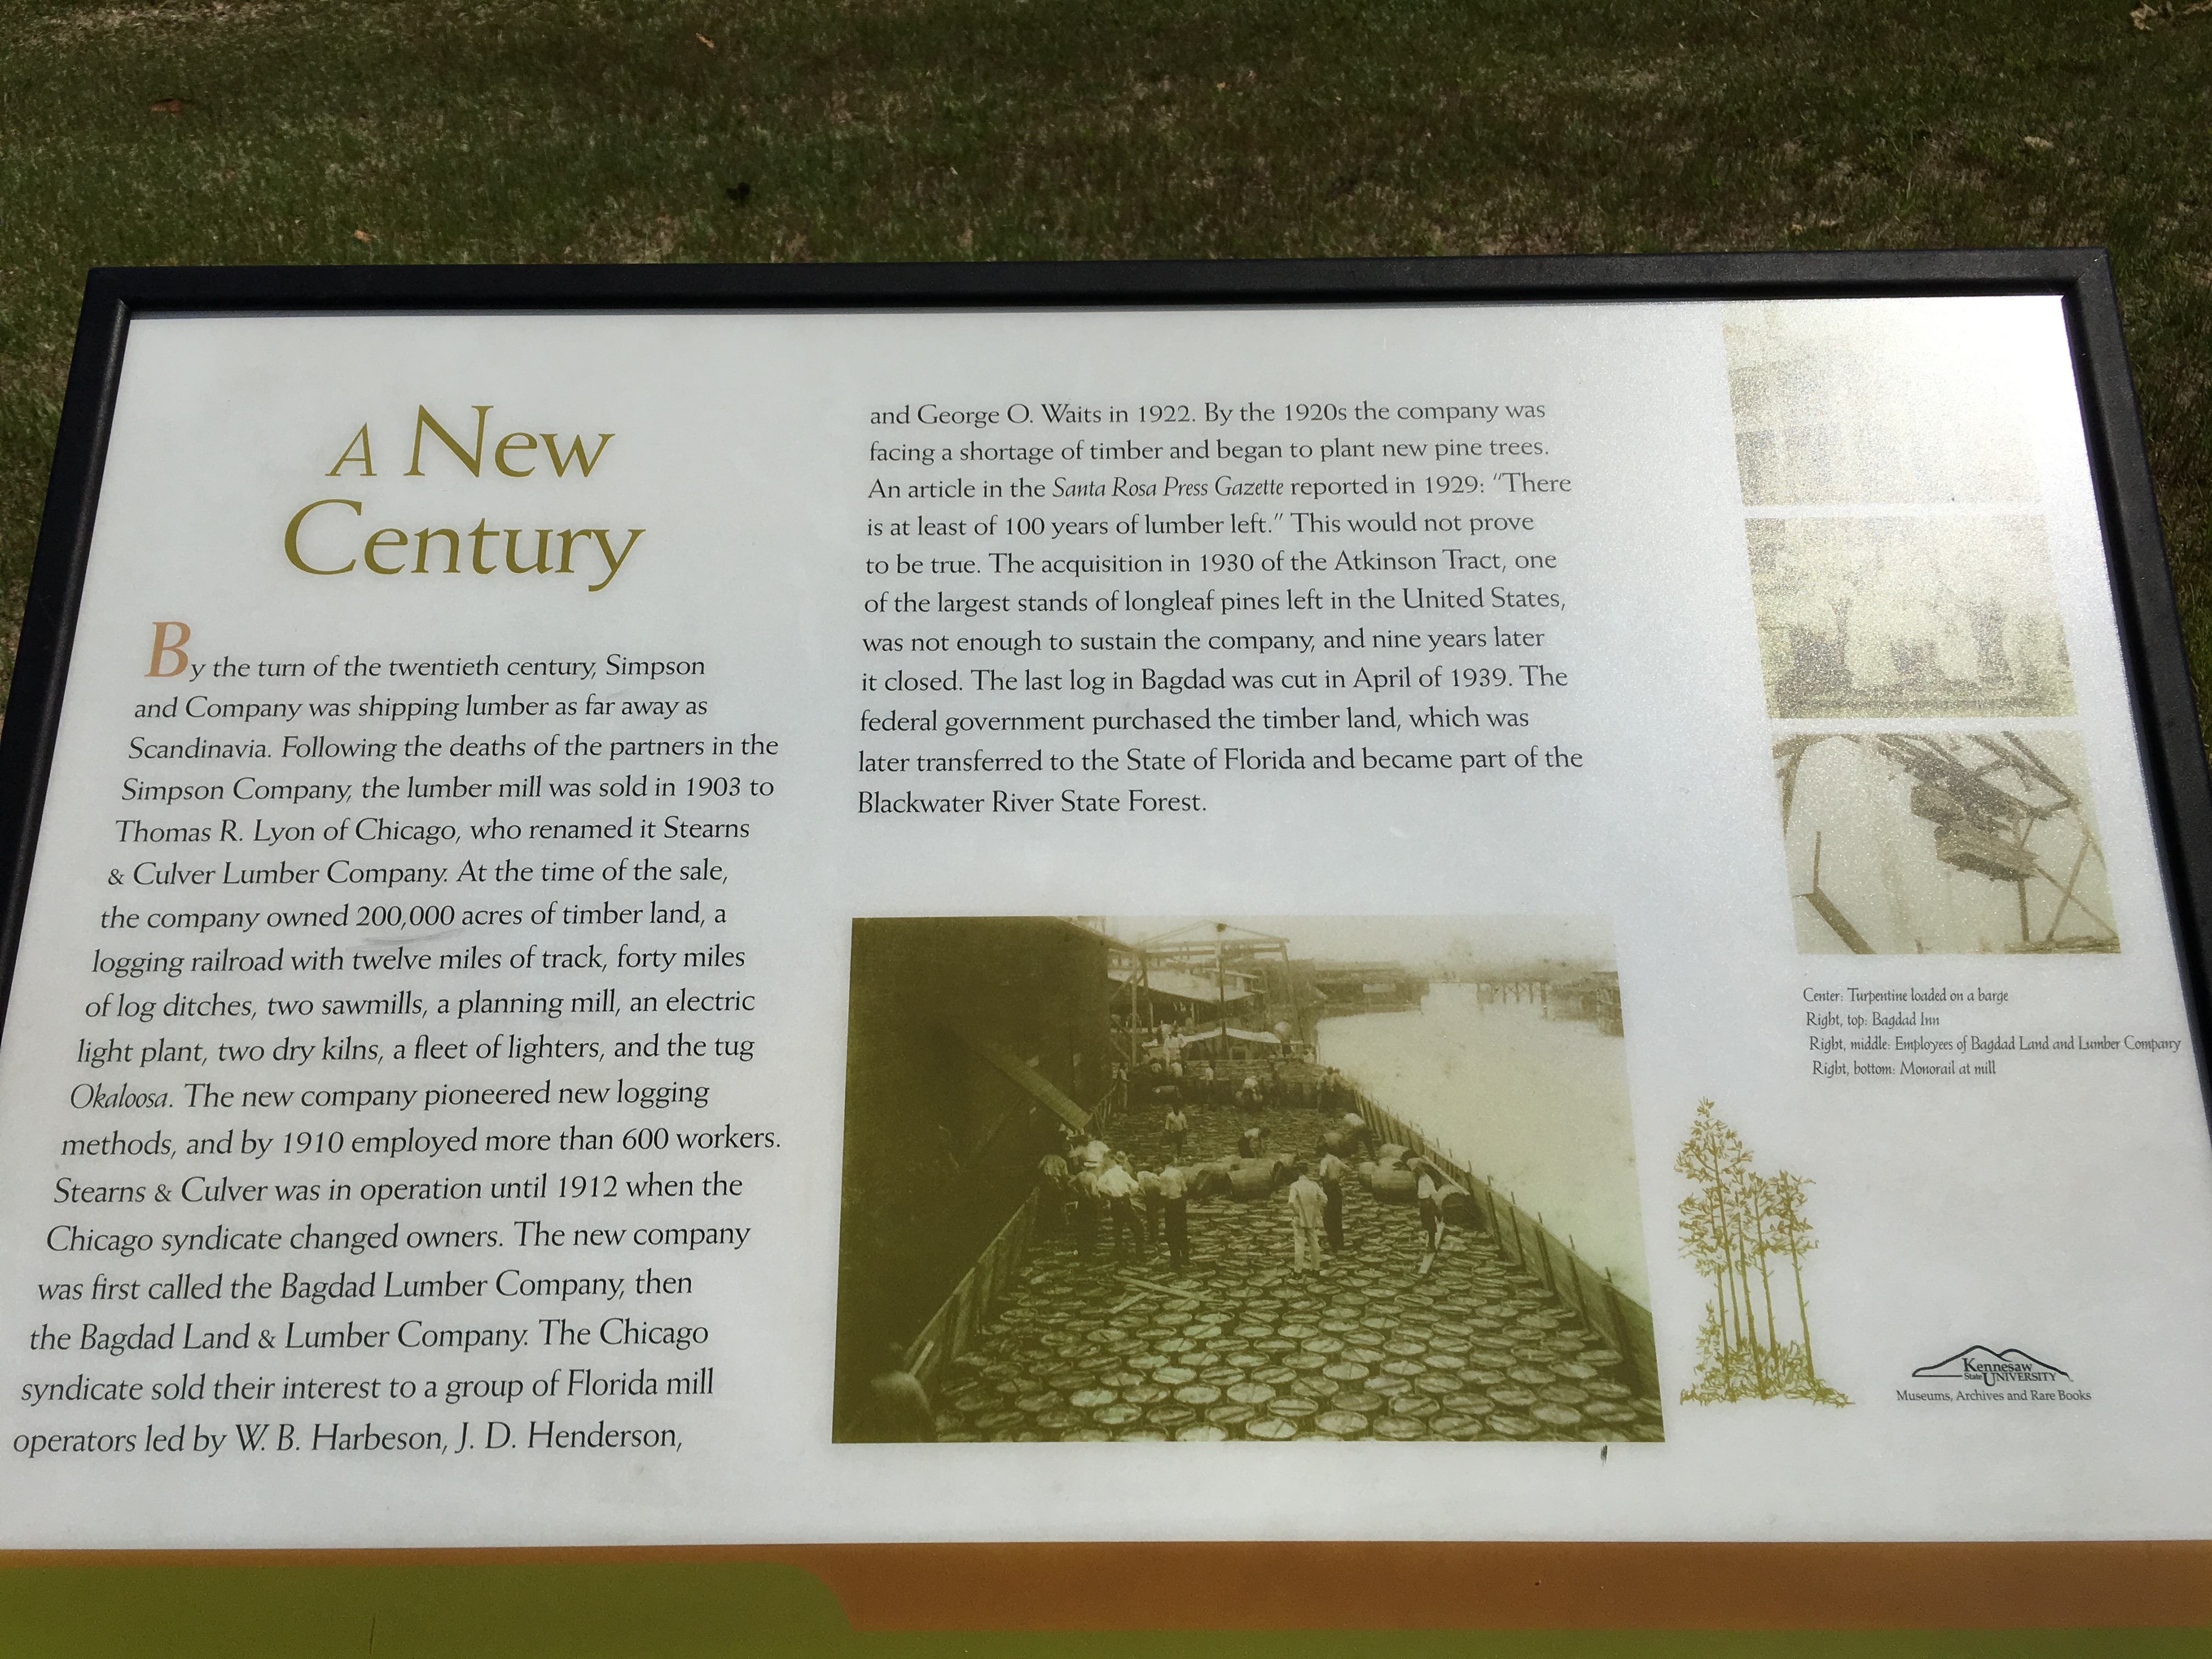 A New
Century
By the turn of the twentieth century, Simpson
and Company was shipping lumber as far away as
Scandinavia. Following the deaths of the partners in the
Simpson Company, the lumber mill was sold in 1903 to
Thomas R. Lyon of Chicago, who renamed it Stearns
& Culver Lumber Company. At the time of the sale,
the company owned 200,000 acres of timber land, a
logging railroad with twelve miles of track, forty miles
of log ditches, two sawmills, a planning mill, an electric
light plant, two dry kilns, a fleet of lighters, and the tug
Okaloosa. The new company pioneered new logging
methods, and by 1910 employed more than 600 workers.
Stearns & Culver was in operation until 1912 when the
Chicago syndicate changed owners. The new company
was first called the Bagdad Lumber Company, then
the Bagdad Land & Lumber Company. The Chicago
syndicate sold their interest to a group of Florida mill
operators led by W. B. Harbeson, J. D. Henderson,
and George O. Waits in 1922. By the 1920s the company was
facing a shortage of timber and began to plant new pine trees.
An article in the Santa Rosa Press Gazette reported in 1929: "There
is at least of 100 years of lumber left." This would not prove
to be true. The acquisition in 1930 of the Atkinson Tract, one
of the largest stands of longleaf pines left in the United States,
was not enough to sustain the company, and nine years later
it closed. The last log in Bagdad was cut in April of 1939. The
federal government purchased the timber land, which was
later transferred to the State of Florida and became part of the
Blackwater River State Forest.
Center: Turpentine loaded on a barge
Right, top: Bagdad Inn
Right, middle: Employees of Bagdad Land and Lumber Company
Right, bottom: Monorail at mill
Kennesaw
State UNIVERSITY
Museums, Archives and Rare Books